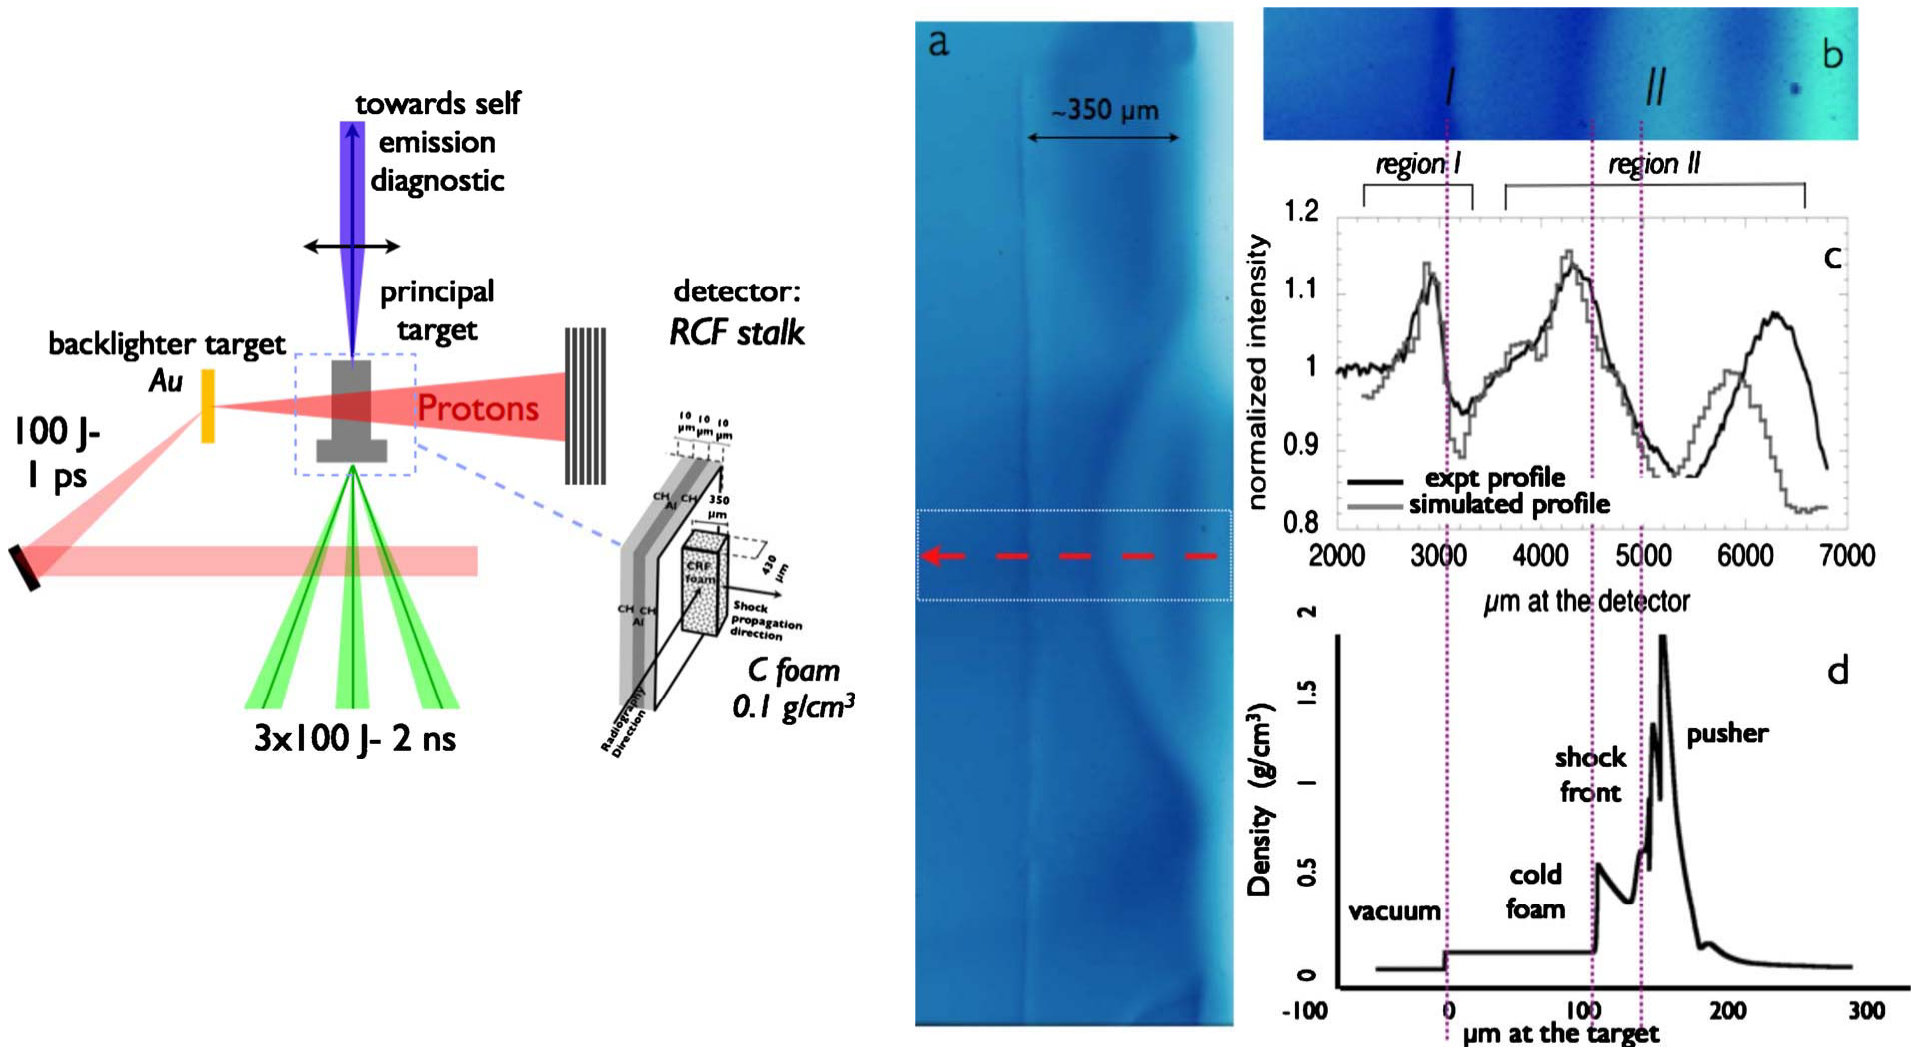 towards self
emission
diagnostic
principal
target
detector:
RCF stalk
backlighter target
Au
Protons
100 J-
1 ps
3x100 J- 2 ns
10 10 10
μm μm μm
CH Al CH
350
μm
430
μm
CRF
foam
CH CH
Al
Shock
propagation
direction
Radiography
Direction
C foam
0.1 g/cm³
a
~350 μm
b
I
II
region I
region II
c
normalized intensity
1.2
1.1
1
0.9
0.8
expt profile
simulated profile
2000 3000 4000 5000 6000 7000
μm at the detector
d
Density (g/cm³)
2
1.5
1
0.5
0
vacuum
cold
foam
shock
front
pusher
-100 0 100 200 300
μm at the target